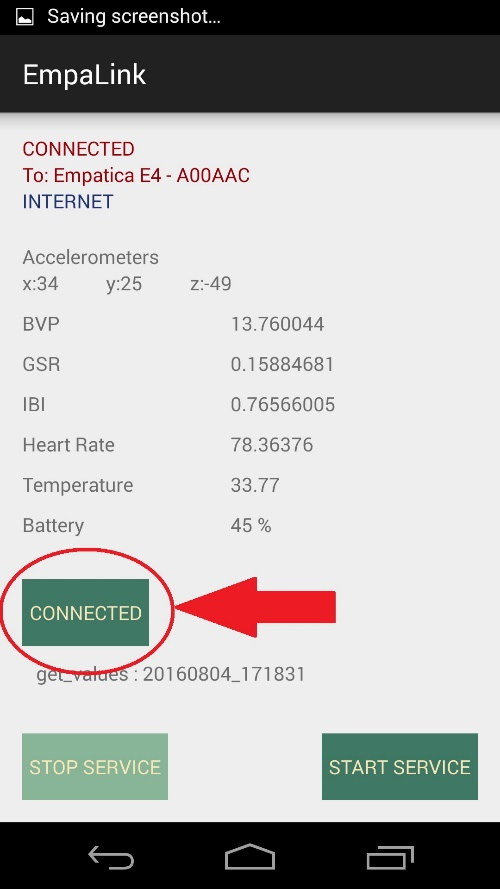 Saving screenshot...
EmpaLink
CONNECTED
To: Empatica E4 - A00AAC
INTERNET
Accelerometers
x:34 y:25 z:-49
BVP 13.760044
GSR 0.15884681
IBI 0.76566005
Heart Rate 78.36376
Temperature 33.77
Battery 45 %
CONNECTED
get_values : 20160804_171831
STOP SERVICE START SERVICE